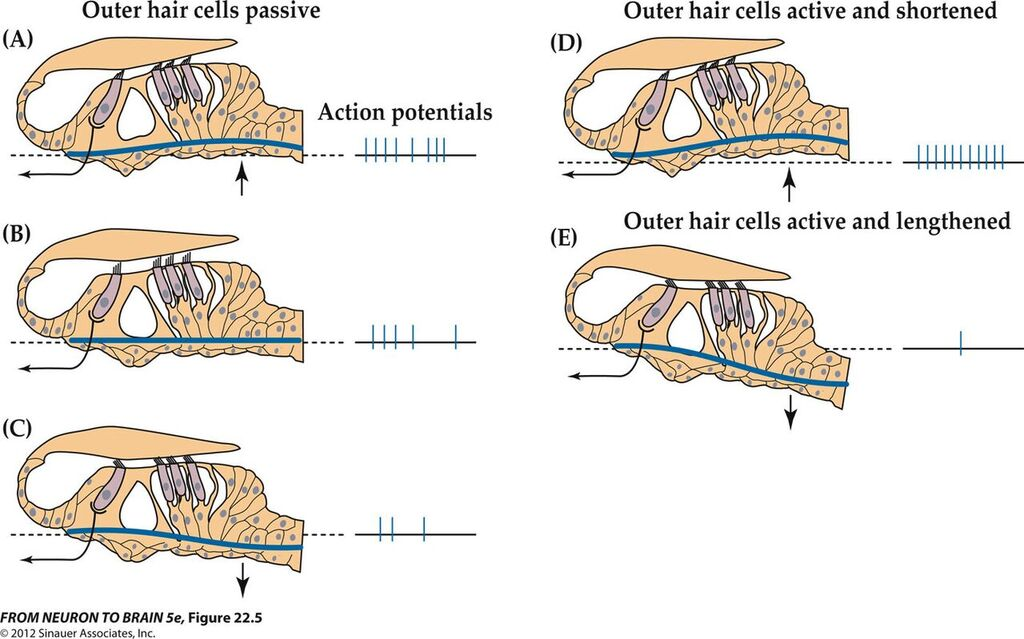 Outer hair cells passive
(A)
Action potentials
(B)
(C)
Outer hair cells active and shortened
(D)
Outer hair cells active and lengthened
(E)
FROM NEURON TO BRAIN 5e, Figure 22.5
© 2012 Sinauer Associates, Inc.